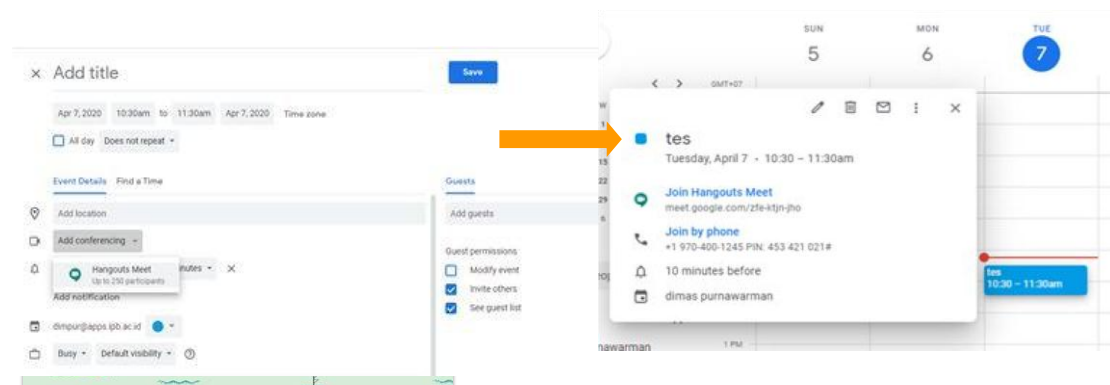 Add title
Save
Apr 7, 2020 10:30am to 11:30am Apr 7, 2020 Time zone
All day Does not repeat
Event Details Find a Time
Guests
Add location
Add guests
Add conferencing
Guest permissions
Hangouts Meet
Up to 250 participants
Modify event
Invite others
Add notification
See guest list
dimpur@apps.ipb.ac.id
Busy Default visibility
SUN MON TUE
5 6 7
GMT+07
tes
Tuesday, April 7 • 10:30 – 11:30am
15
22
29
6
Join Hangouts Meet
meet.google.com/zfe-ktjn-jho
Join by phone
+1 970-400-1245 PIN: 453 421 021#
10 minutes before
dimas purnawarman
tes
10:30 – 11:30am
nawarman
1 PM